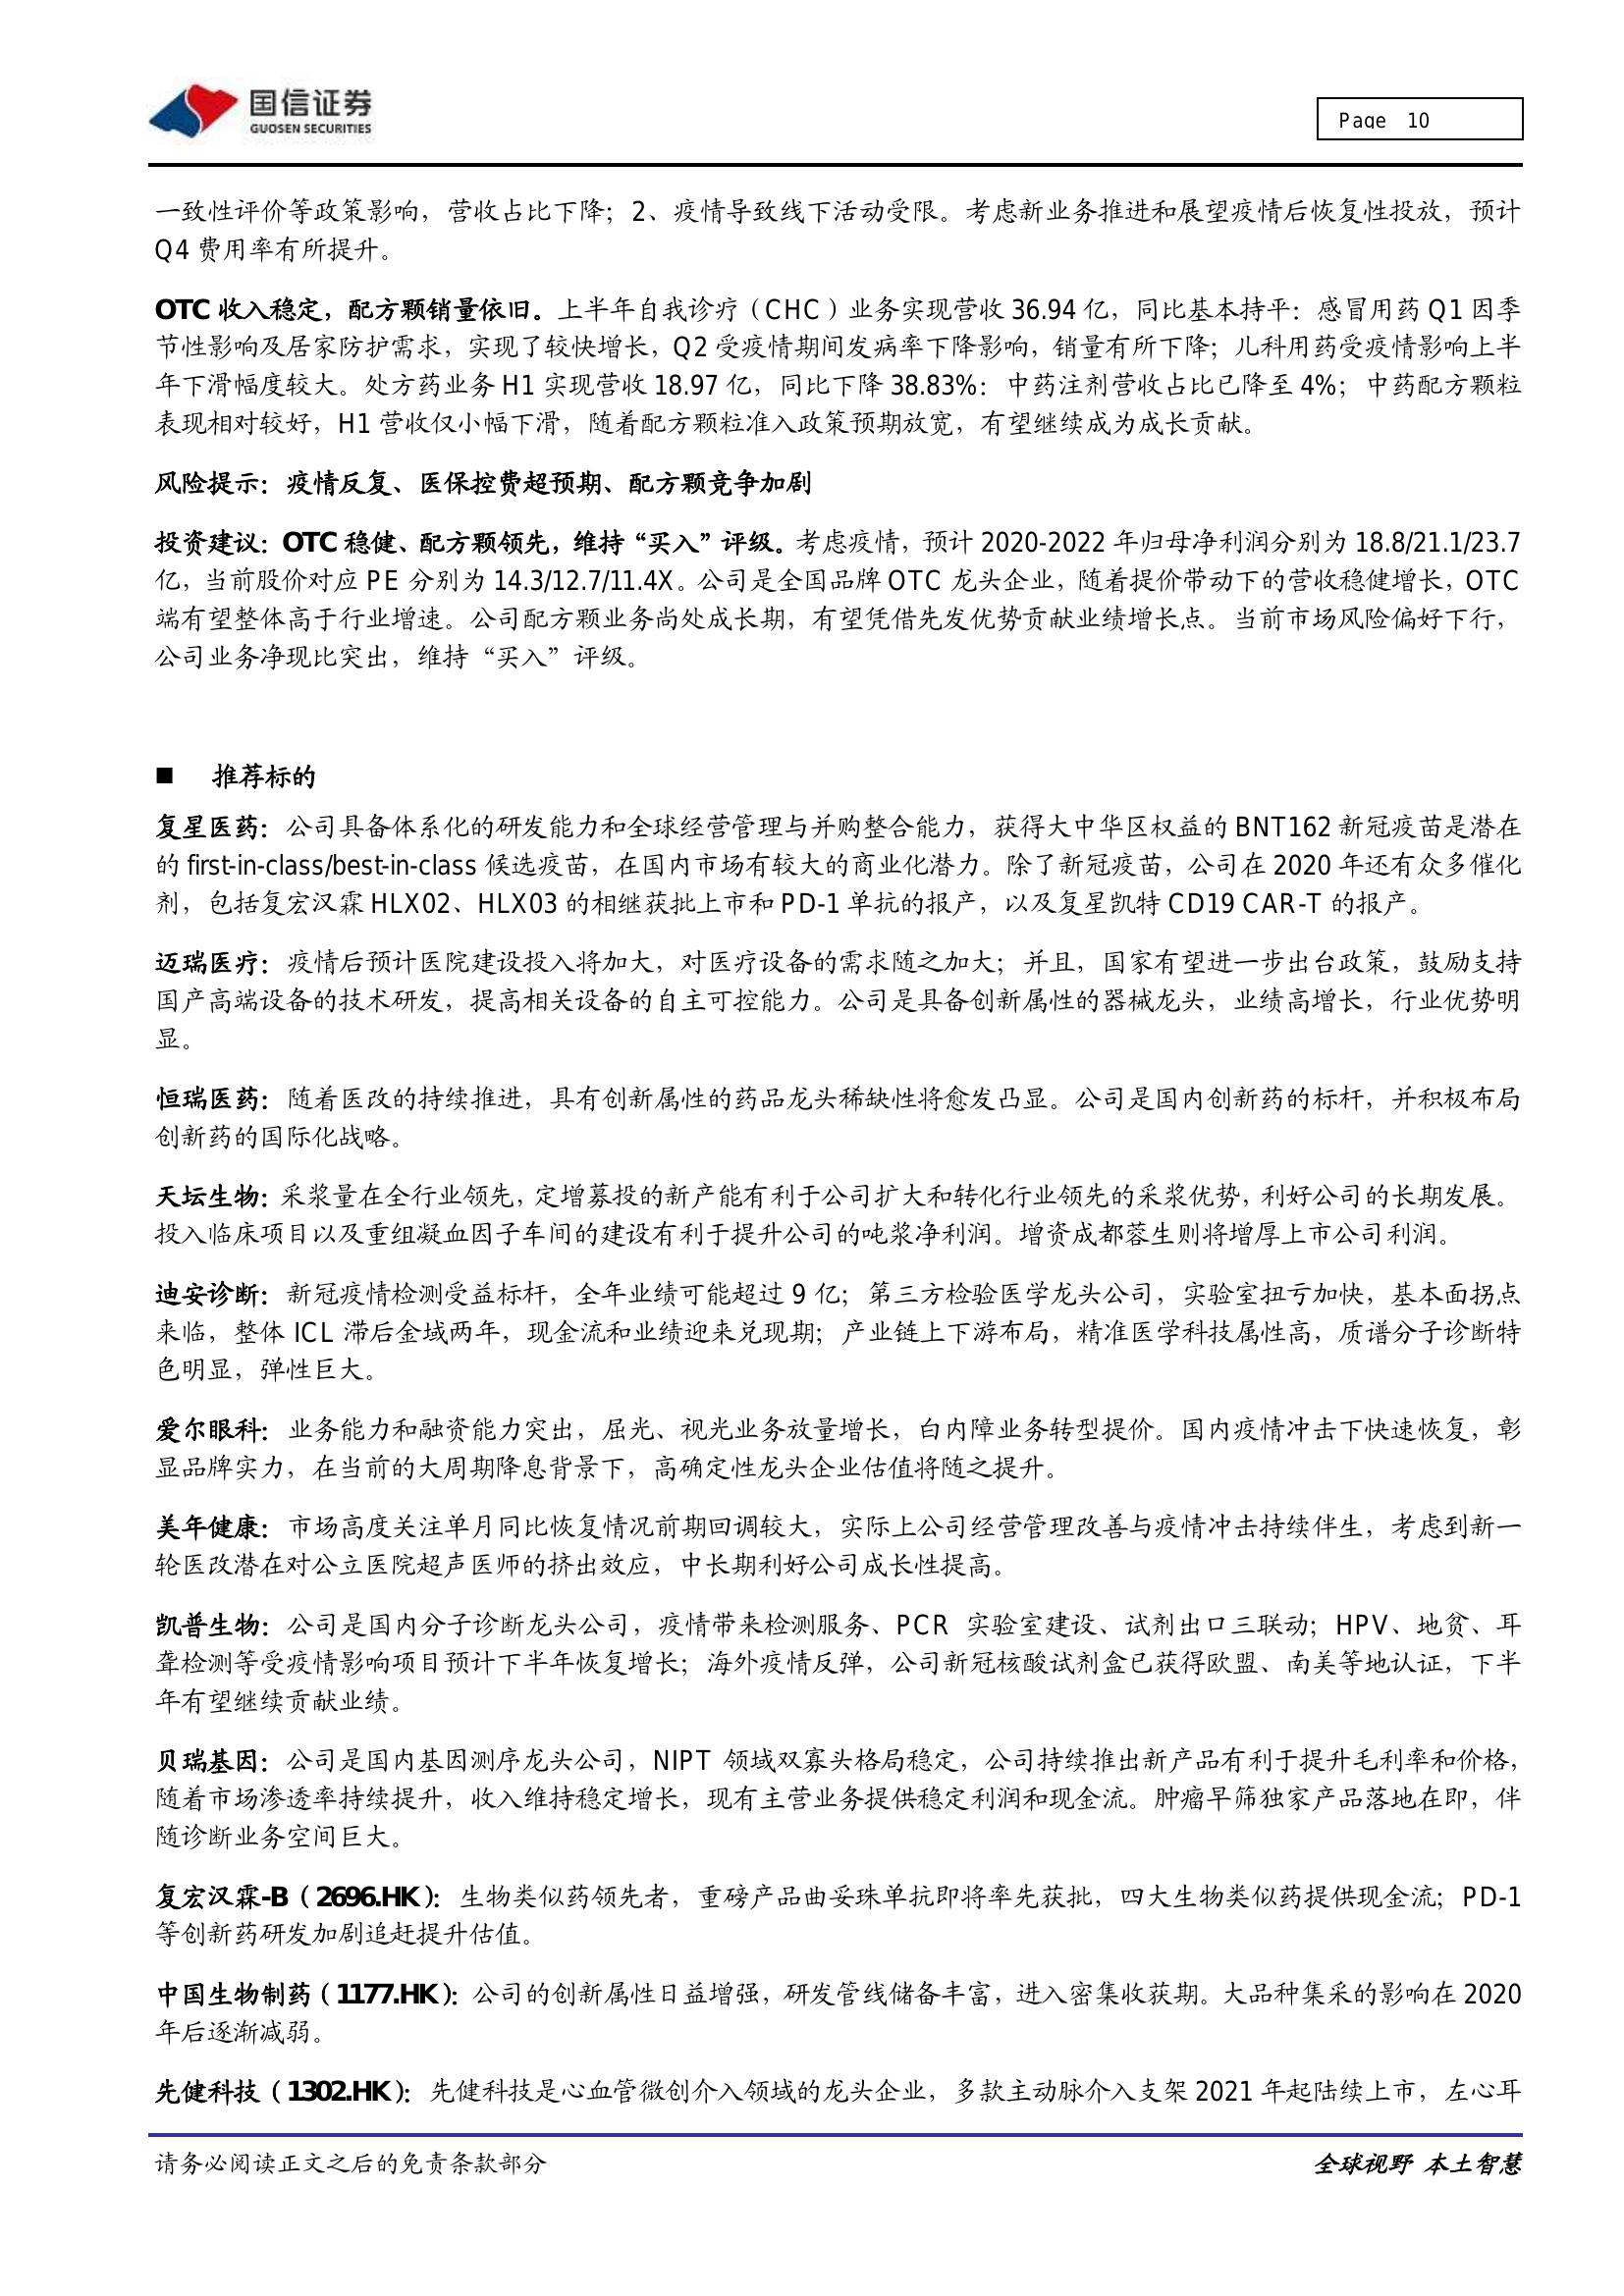 国信证券
GUOSEN SECURITIES
Page 10
一致性评价等政策影响，营收占比下降；2、疫情导致线下活动受限。考虑新业务推进和展望疫情后恢复性投放，预计
Q4 费用率有所提升。
OTC 收入稳定，配方颗销量依旧。上半年自我诊疗（CHC）业务实现营收 36.94 亿，同比基本持平：感冒用药 Q1 因季
节性影响及居家防护需求，实现了较快增长，Q2 受疫情期间发病率下降影响，销量有所下降；儿科用药受疫情影响上半
年下滑幅度较大。处方药业务 H1 实现营收 18.97 亿，同比下降 38.83%：中药注剂营收占比已降至 4%；中药配方颗粒
表现相对较好，H1 营收仅小幅下滑，随着配方颗粒准入政策预期放宽，有望继续成为成长贡献。
风险提示：疫情反复、医保控费超预期、配方颗竞争加剧
投资建议：OTC 稳健、配方颗领先，维持“买入”评级。考虑疫情，预计 2020-2022 年归母净利润分别为 18.8/21.1/23.7
亿，当前股价对应 PE 分别为 14.3/12.7/11.4X。公司是全国品牌 OTC 龙头企业，随着提价带动下的营收稳健增长，OTC
端有望整体高于行业增速。公司配方颗业务尚处成长期，有望凭借先发优势贡献业绩增长点。当前市场风险偏好下行，
公司业务净现比突出，维持“买入”评级。
■ 推荐标的
复星医药：公司具备体系化的研发能力和全球经营管理与并购整合能力，获得大中华区权益的 BNT162 新冠疫苗是潜在
的 first-in-class/best-in-class 候选疫苗，在国内市场有较大的商业化潜力。除了新冠疫苗，公司在 2020 年还有众多催化
剂，包括复宏汉霖 HLX02、HLX03 的相继获批上市和 PD-1 单抗的报产，以及复星凯特 CD19 CAR-T 的报产。
迈瑞医疗：疫情后预计医院建设投入将加大，对医疗设备的需求随之加大；并且，国家有望进一步出台政策，鼓励支持
国产高端设备的技术研发，提高相关设备的自主可控能力。公司是具备创新属性的器械龙头，业绩高增长，行业优势明
显。
恒瑞医药：随着医改的持续推进，具有创新属性的药品龙头稀缺性将愈发凸显。公司是国内创新药的标杆，并积极布局
创新药的国际化战略。
天坛生物：采浆量在全行业领先，定增募投的新产能有利于公司扩大和转化行业领先的采浆优势，利好公司的长期发展。
投入临床项目以及重组凝血因子车间的建设有利于提升公司的吨浆净利润。增资成都蓉生则将增厚上市公司利润。
迪安诊断：新冠疫情检测受益标杆，全年业绩可能超过 9 亿；第三方检验医学龙头公司，实验室扭亏加快，基本面拐点
来临，整体 ICL 滞后金域两年，现金流和业绩迎来兑现期；产业链上下游布局，精准医学科技属性高，质谱分子诊断特
色明显，弹性巨大。
爱尔眼科：业务能力和融资能力突出，屈光、视光业务放量增长，白内障业务转型提价。国内疫情冲击下快速恢复，彰
显品牌实力，在当前的大周期降息背景下，高确定性龙头企业估值将随之提升。
美年健康：市场高度关注单月同比恢复情况前期回调较大，实际上公司经营管理改善与疫情冲击持续伴生，考虑到新一
轮医改潜在对公立医院超声医师的挤出效应，中长期利好公司成长性提高。
凯普生物：公司是国内分子诊断龙头公司，疫情带来检测服务、PCR 实验室建设、试剂出口三联动；HPV、地贫、耳
聋检测等受疫情影响项目预计下半年恢复增长；海外疫情反弹，公司新冠核酸试剂盒已获得欧盟、南美等地认证，下半
年有望继续贡献业绩。
贝瑞基因：公司是国内基因测序龙头公司，NIPT 领域双寡头格局稳定，公司持续推出新产品有利于提升毛利率和价格，
随着市场渗透率持续提升，收入维持稳定增长，现有主营业务提供稳定利润和现金流。肿瘤早筛独家产品落地在即，伴
随诊断业务空间巨大。
复宏汉霖-B（2696.HK）：生物类似药领先者，重磅产品曲妥珠单抗即将率先获批，四大生物类似药提供现金流；PD-1
等创新药研发加剧追赶提升估值。
中国生物制药（1177.HK）：公司的创新属性日益增强，研发管线储备丰富，进入密集收获期。大品种集采的影响在 2020
年后逐渐减弱。
先健科技（1302.HK）：先健科技是心血管微创介入领域的龙头企业，多款主动脉介入支架 2021 年起陆续上市，左心耳
请务必阅读正文之后的免责条款部分
全球视野 本土智慧